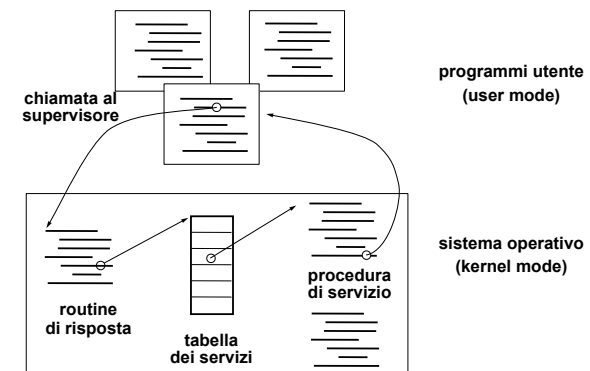 programmi utente
(user mode)
chiamata al
supervisore
sistema operativo
(kernel mode)
procedura
di servizio
routine
di risposta
tabella
dei servizi